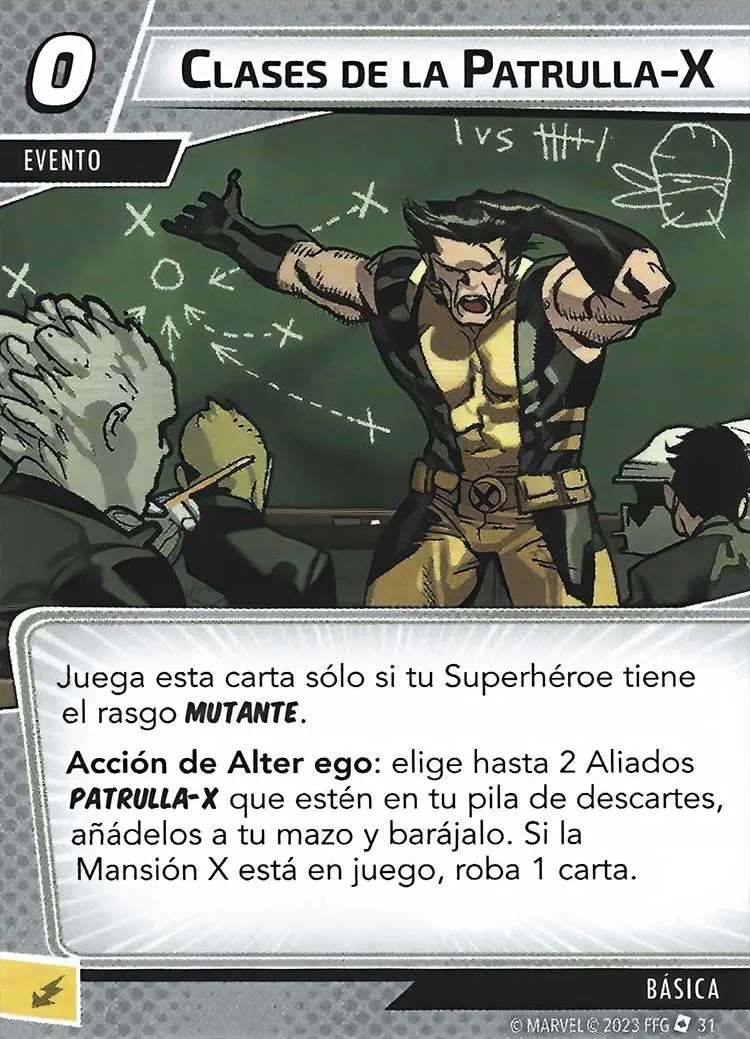 0
CLASES DE LA PATRULLA-X
EVENTO
1 vs
X
X
X
X
X
X
Juega esta carta sólo si tu Superhéroe tiene
el rasgo MUTANTE.
Acción de Alter ego: elige hasta 2 Aliados
PATRULLA-X que estén en tu pila de descartes,
añádelos a tu mazo y barájalo. Si la
Mansión X está en juego, roba 1 carta.
BÁSICA
© MARVEL © 2023 FFG 31